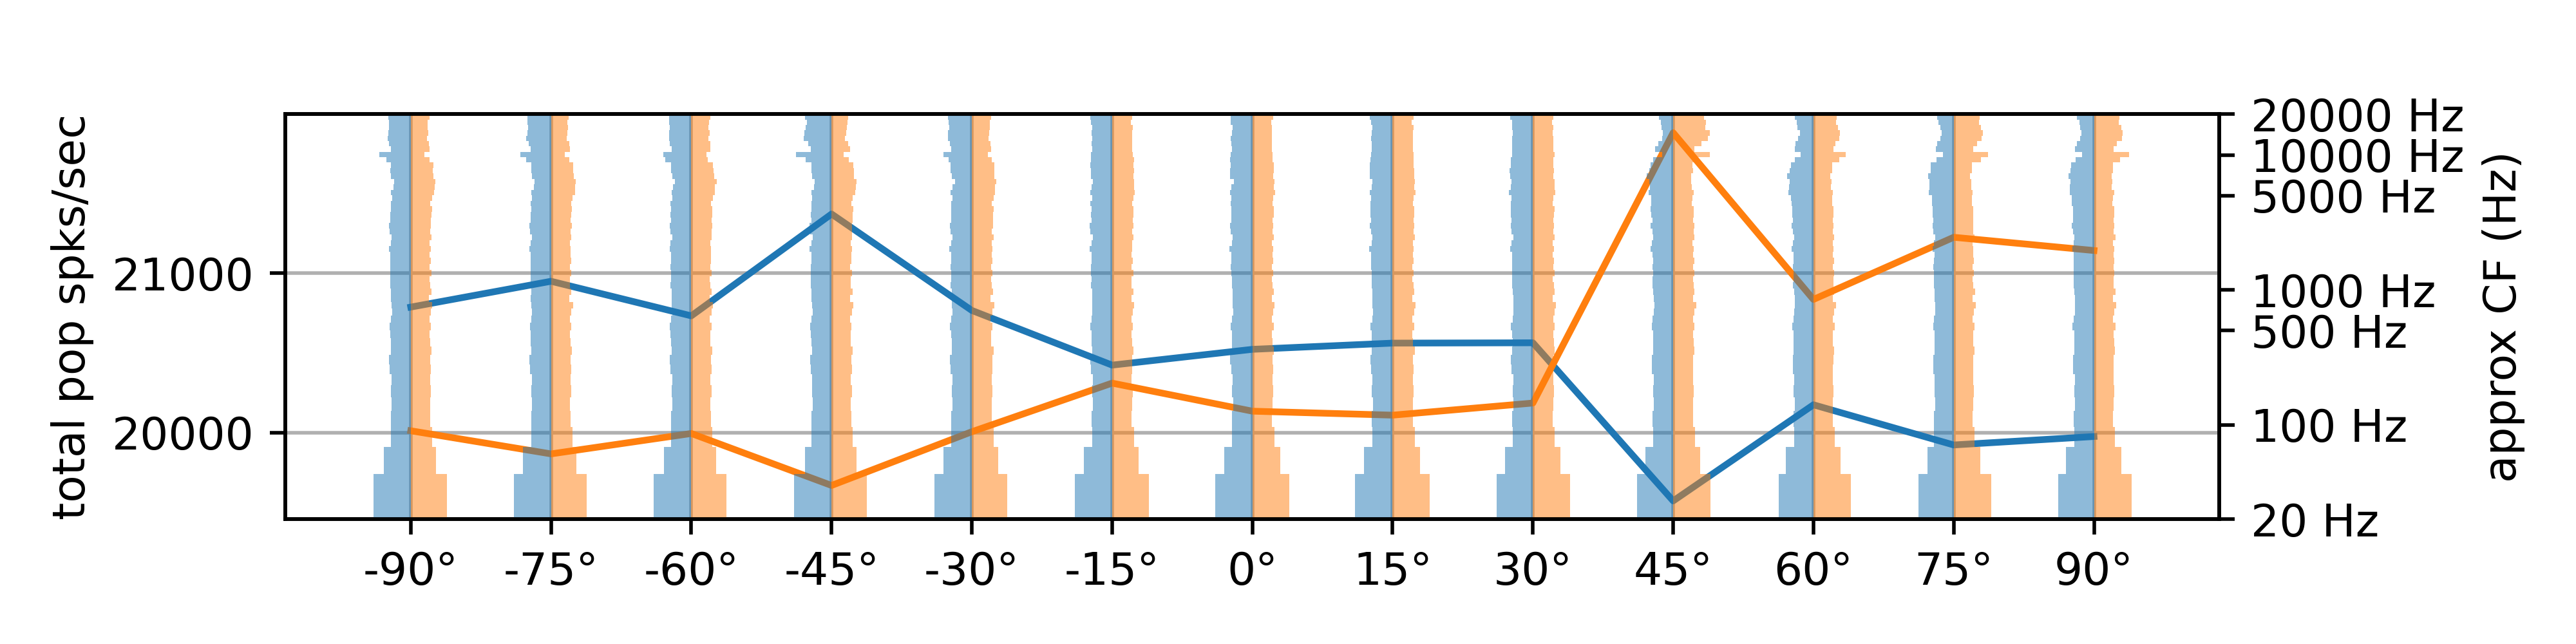 total pop spks/sec
21000
20000
-90° -75° -60° -45° -30° -15° 0° 15° 30° 45° 60° 75° 90°
20000 Hz
10000 Hz
5000 Hz
1000 Hz
500 Hz
100 Hz
20 Hz
approx CF (Hz)